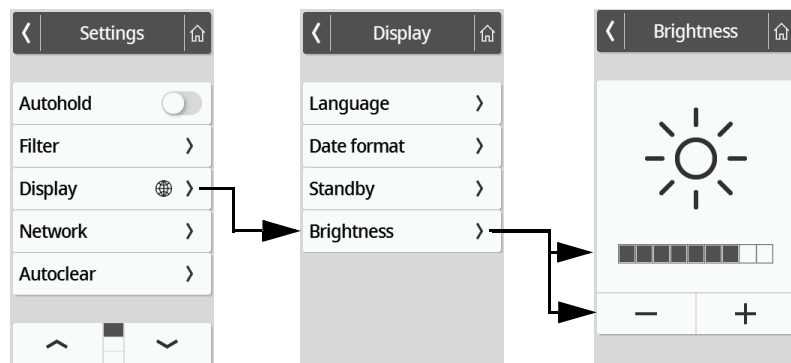 Settings
Autohold
Filter
Display
Network
Autoclear
Display
Language
Date format
Standby
Brightness
Brightness